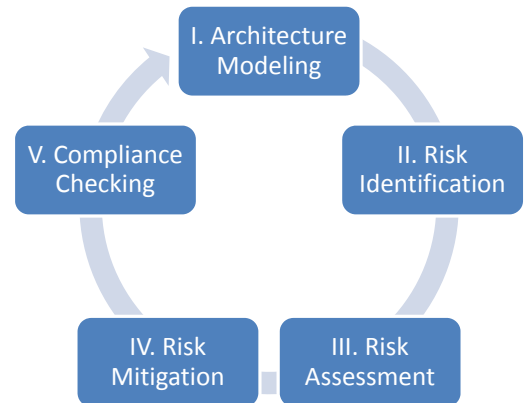 I. Architecture
Modeling
II. Risk
Identification
III. Risk
Assessment
IV. Risk
Mitigation
V. Compliance
Checking